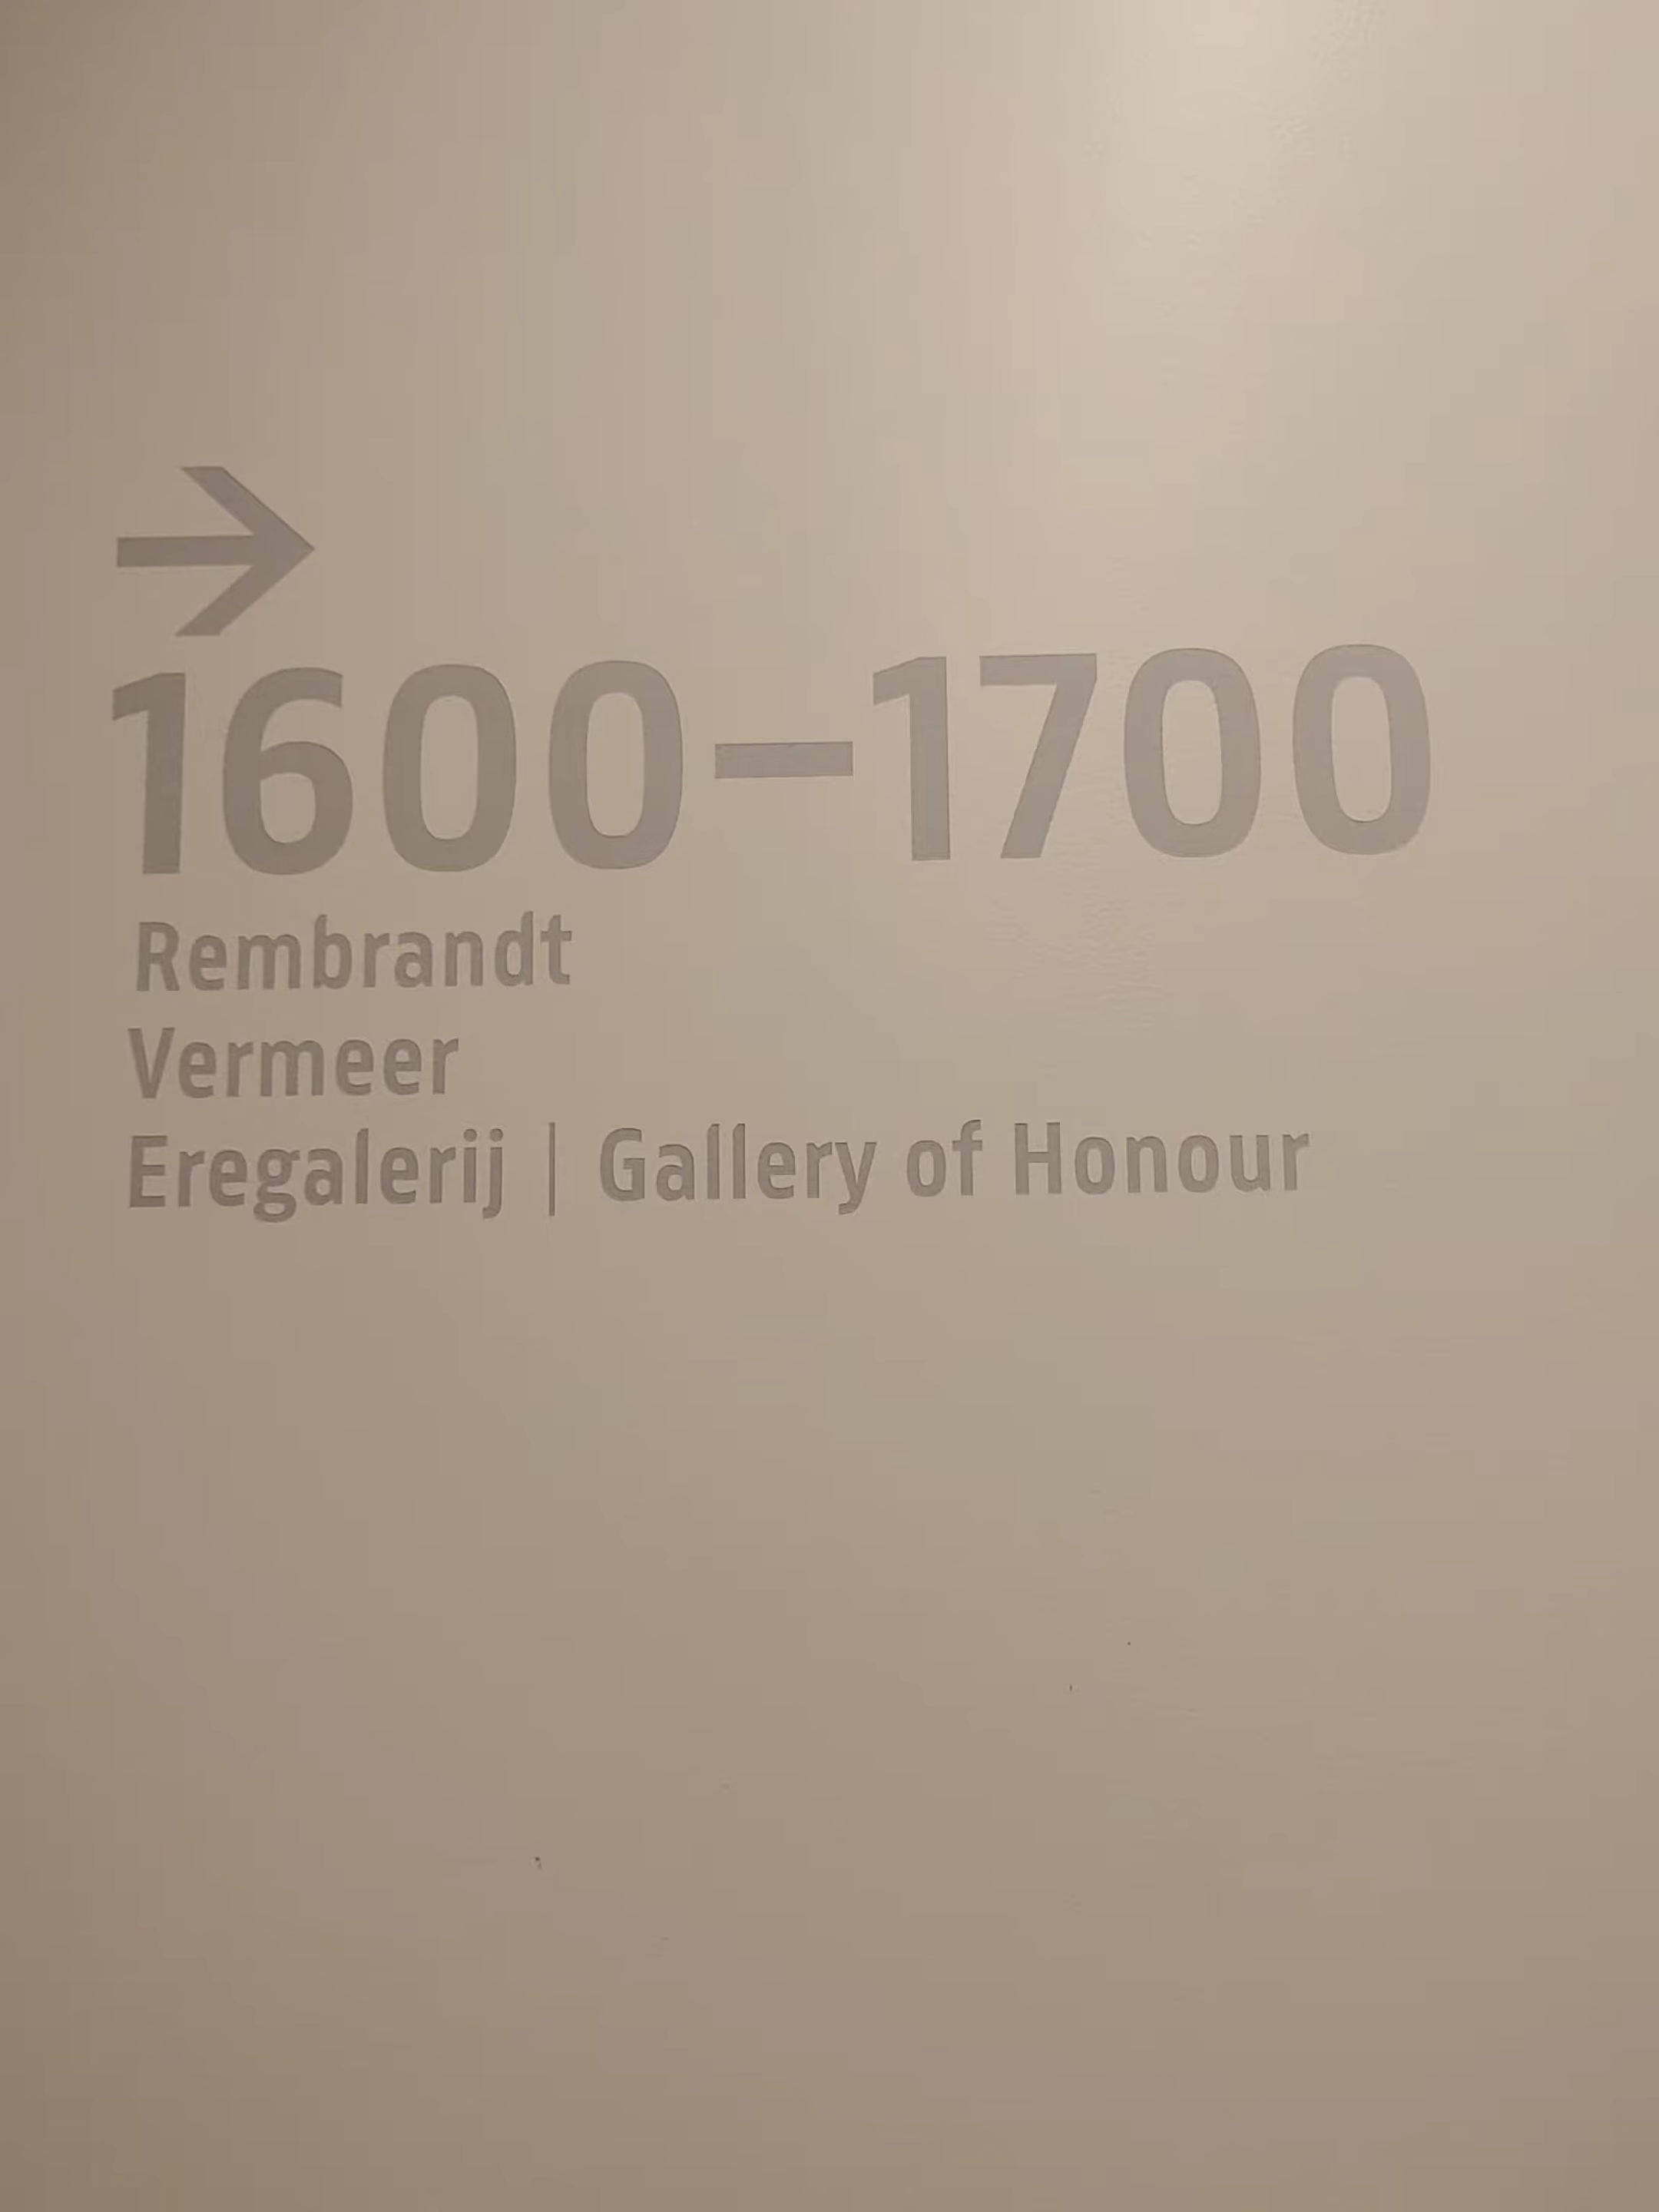 →
1600–1700
Rembrandt
Vermeer
Eregalerij | Gallery of Honour